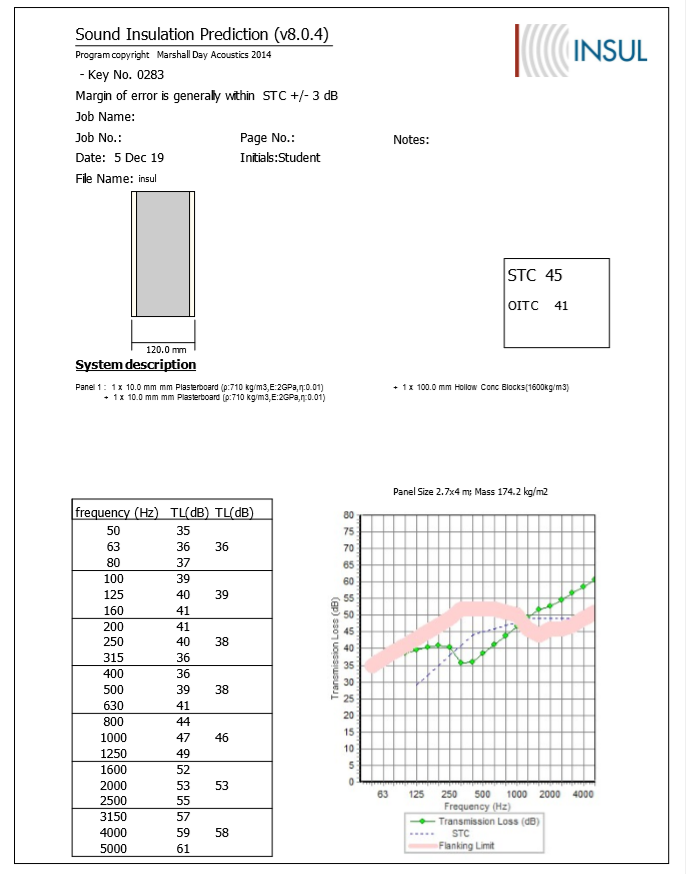 Sound Insulation Prediction (v8.0.4)
INSUL
Program copyright Marshall Day Acoustics 2014
- Key No. 0283
Margin of error is generally within STC +/- 3 dB
Job Name:
Job No.: Page No.: Notes:
Date: 5 Dec 19 Initials:Student
File Name: insul
STC 45
OITC 41
120.0 mm
System description
Panel 1 : 1 x 10.0 mm mm Plasterboard (ρ:710 kg/m3,E:2GPa,η:0.01) + 1 x 100.0 mm Hollow Conc Blocks(1600kg/m3)
+ 1 x 10.0 mm mm Plasterboard (ρ:710 kg/m3,E:2GPa,η:0.01)
frequency (Hz) TL(dB) TL(dB)
50 35
63 36 36
80 37
100 39
125 40 39
160 41
200 41
250 40 38
315 36
400 36
500 39 38
630 41
800 44
1000 47 46
1250 49
1600 52
2000 53 53
2500 55
3150 57
4000 59 58
5000 61
Panel Size 2.7x4 m; Mass 174.2 kg/m2
Transmission Loss (dB)
80
75
70
65
60
55
50
45
40
35
30
25
20
15
10
5
0
63 125 250 500 1000 2000 4000
Frequency (Hz)
Transmission Loss (dB)
STC
Flanking Limit